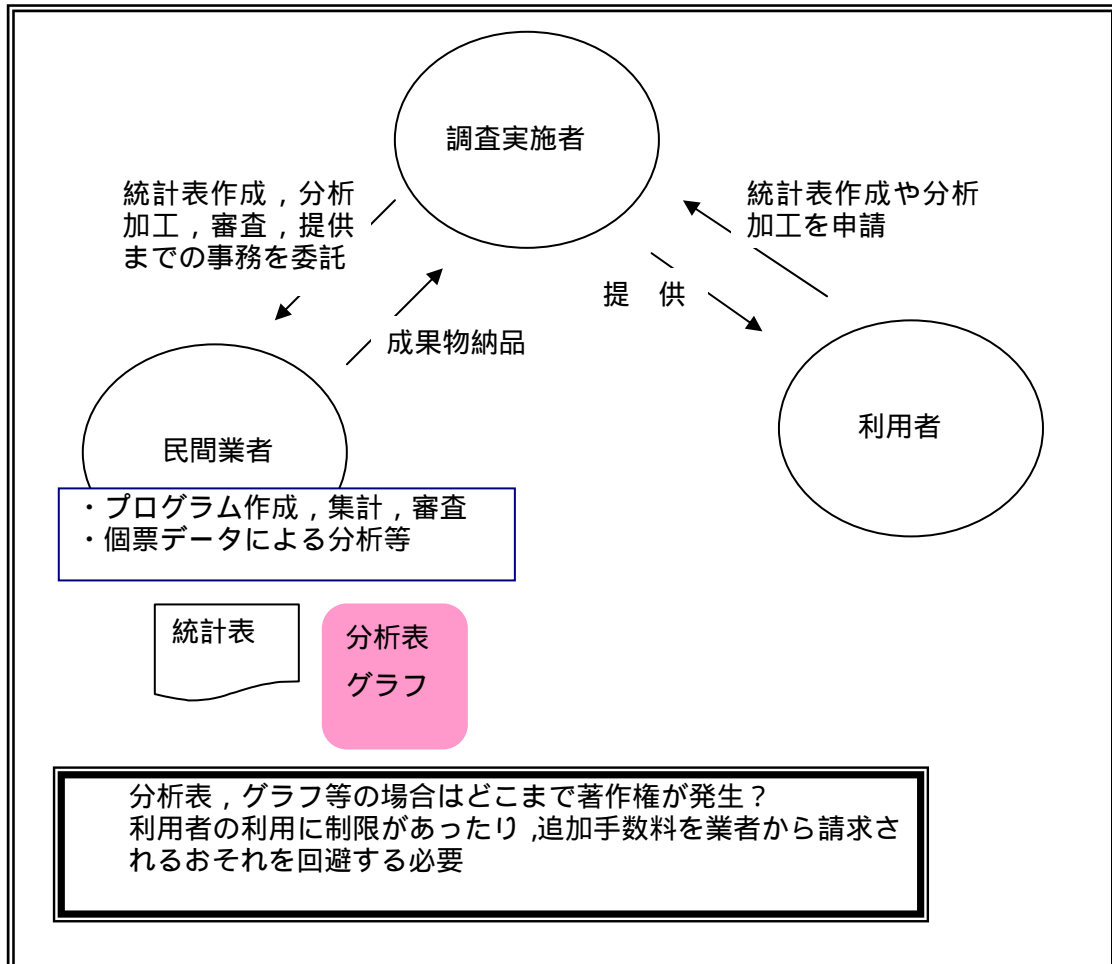 調査実施者
統計表作成，分析
加工，審査，提供
までの事務を委託
統計表作成や分析
加工を申請
提　供
成果物納品
民間業者
利用者
・プログラム作成，集計，審査
・個票データによる分析等
統計表
分析表
グラフ
分析表，グラフ等の場合はどこまで著作権が発生？
利用者の利用に制限があったり，追加手数料を業者から請求さ
れるおそれを回避する必要